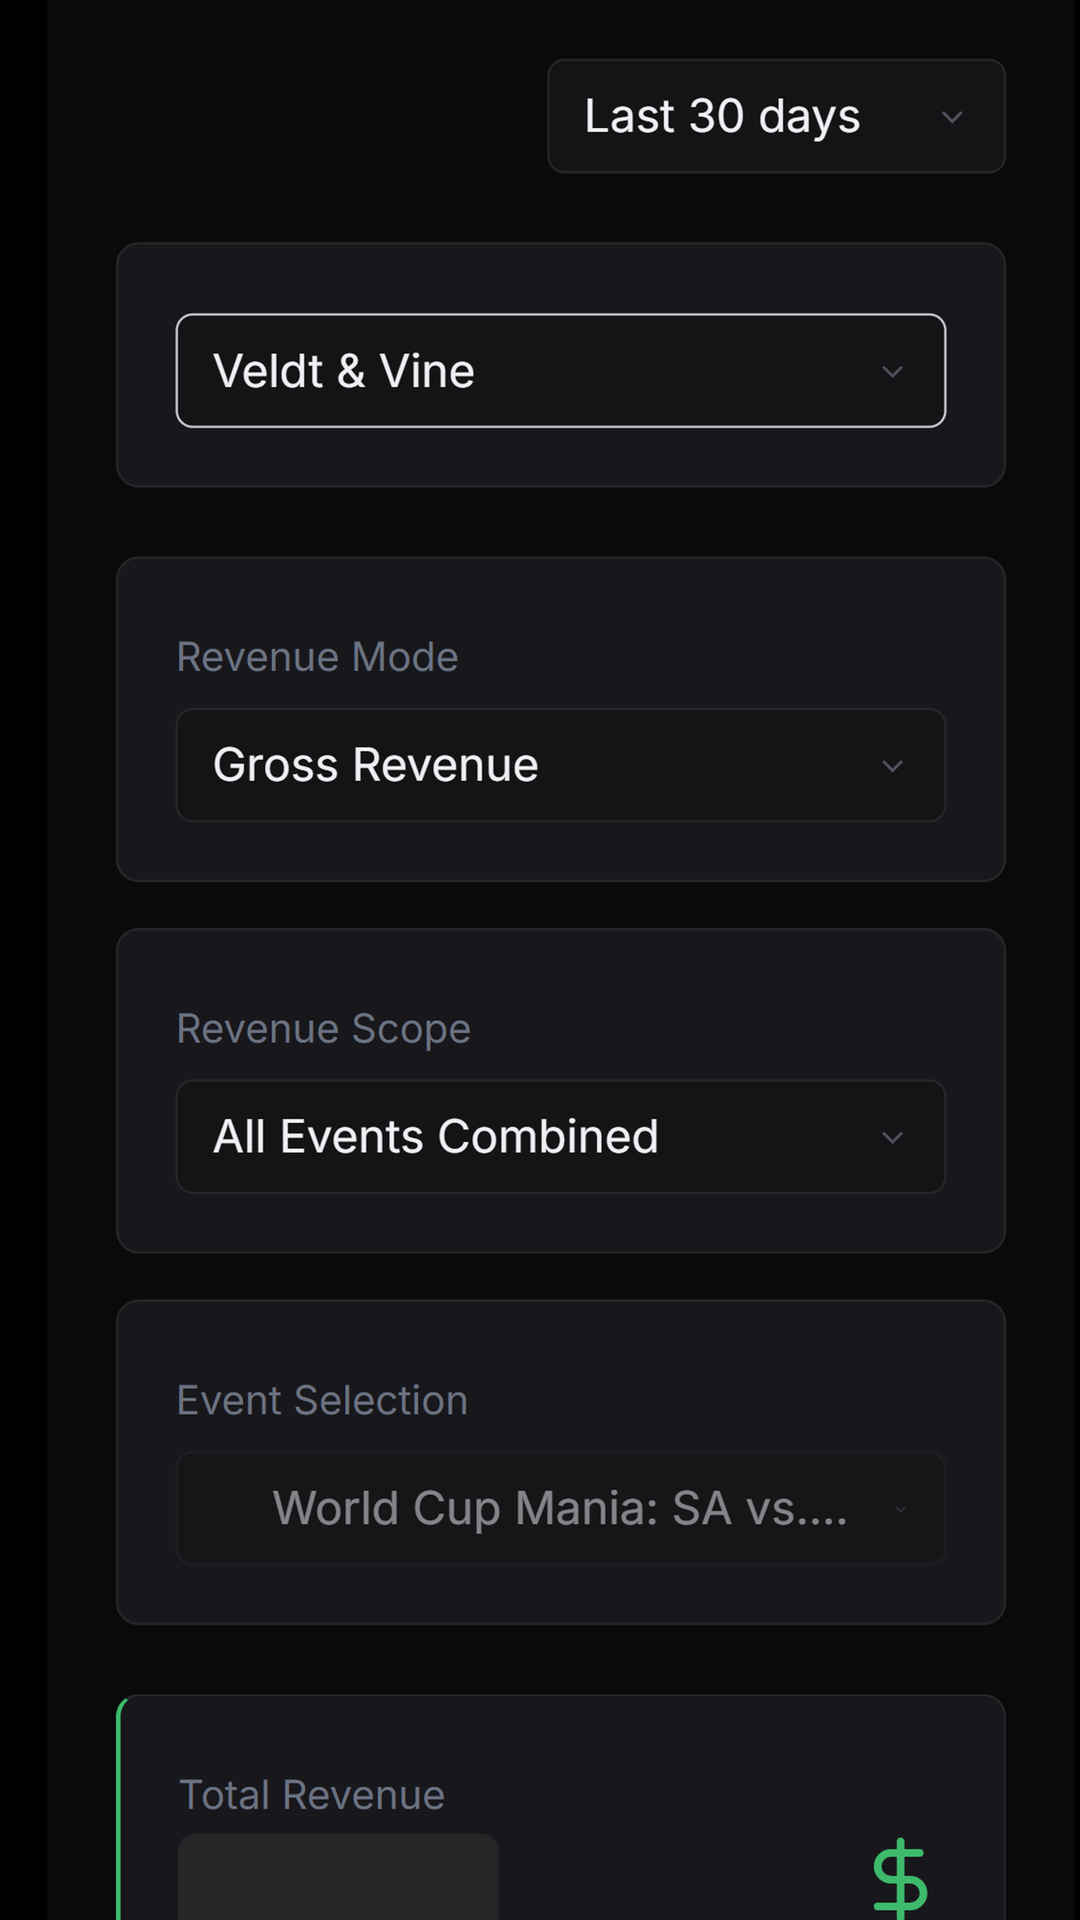 Last 30 days
Veldt & Vine
Revenue Mode
Gross Revenue
Revenue Scope
All Events Combined
Event Selection
World Cup Mania: SA vs....
Total Revenue
$